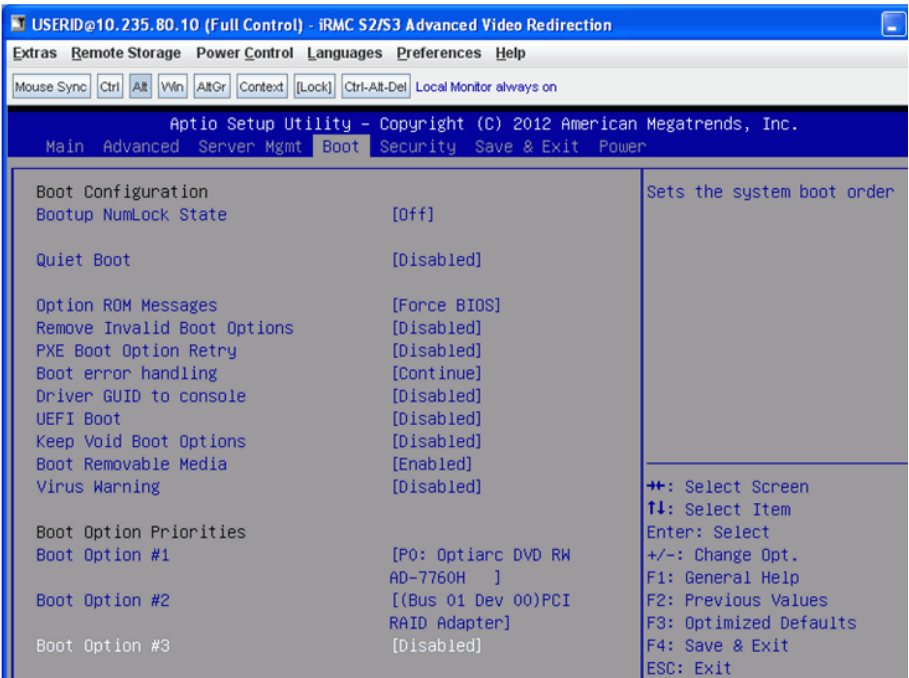 USERID@10.235.80.10 (Full Control) - iRMC S2/S3 Advanced Video Redirection
Extras Remote Storage Power Control Languages Preferences Help
Mouse Sync Ctrl Alt Win AltGr Context [Lock] Ctrl-Alt-Del Local Monitor always on
Aptio Setup Utility – Copyright (C) 2012 American Megatrends, Inc.
Main Advanced Server Mgmt Boot Security Save & Exit Power
Boot Configuration
Bootup NumLock State [Off]
Quiet Boot [Disabled]
Option ROM Messages [Force BIOS]
Remove Invalid Boot Options [Disabled]
PXE Boot Option Retry [Disabled]
Boot error handling [Continue]
Driver GUID to console [Disabled]
UEFI Boot [Disabled]
Keep Void Boot Options [Disabled]
Boot Removable Media [Enabled]
Virus Warning [Disabled]
Boot Option Priorities
Boot Option #1 [P0: Optiarc DVD RW
AD-7760H ]
Boot Option #2 [(Bus 01 Dev 00)PCI
RAID Adapter]
Boot Option #3 [Disabled]
Sets the system boot order
→←: Select Screen
↑↓: Select Item
Enter: Select
+/-: Change Opt.
F1: General Help
F2: Previous Values
F3: Optimized Defaults
F4: Save & Exit
ESC: Exit